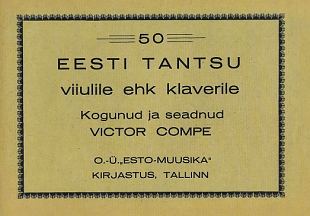 50
EESTI TANTSU
viiulile ehk klaverile
Kogunud ja seadnud
VICTOR COMPE
O.-Ü. „ESTO-MUUSIKA“
KIRJASTUS, TALLINN